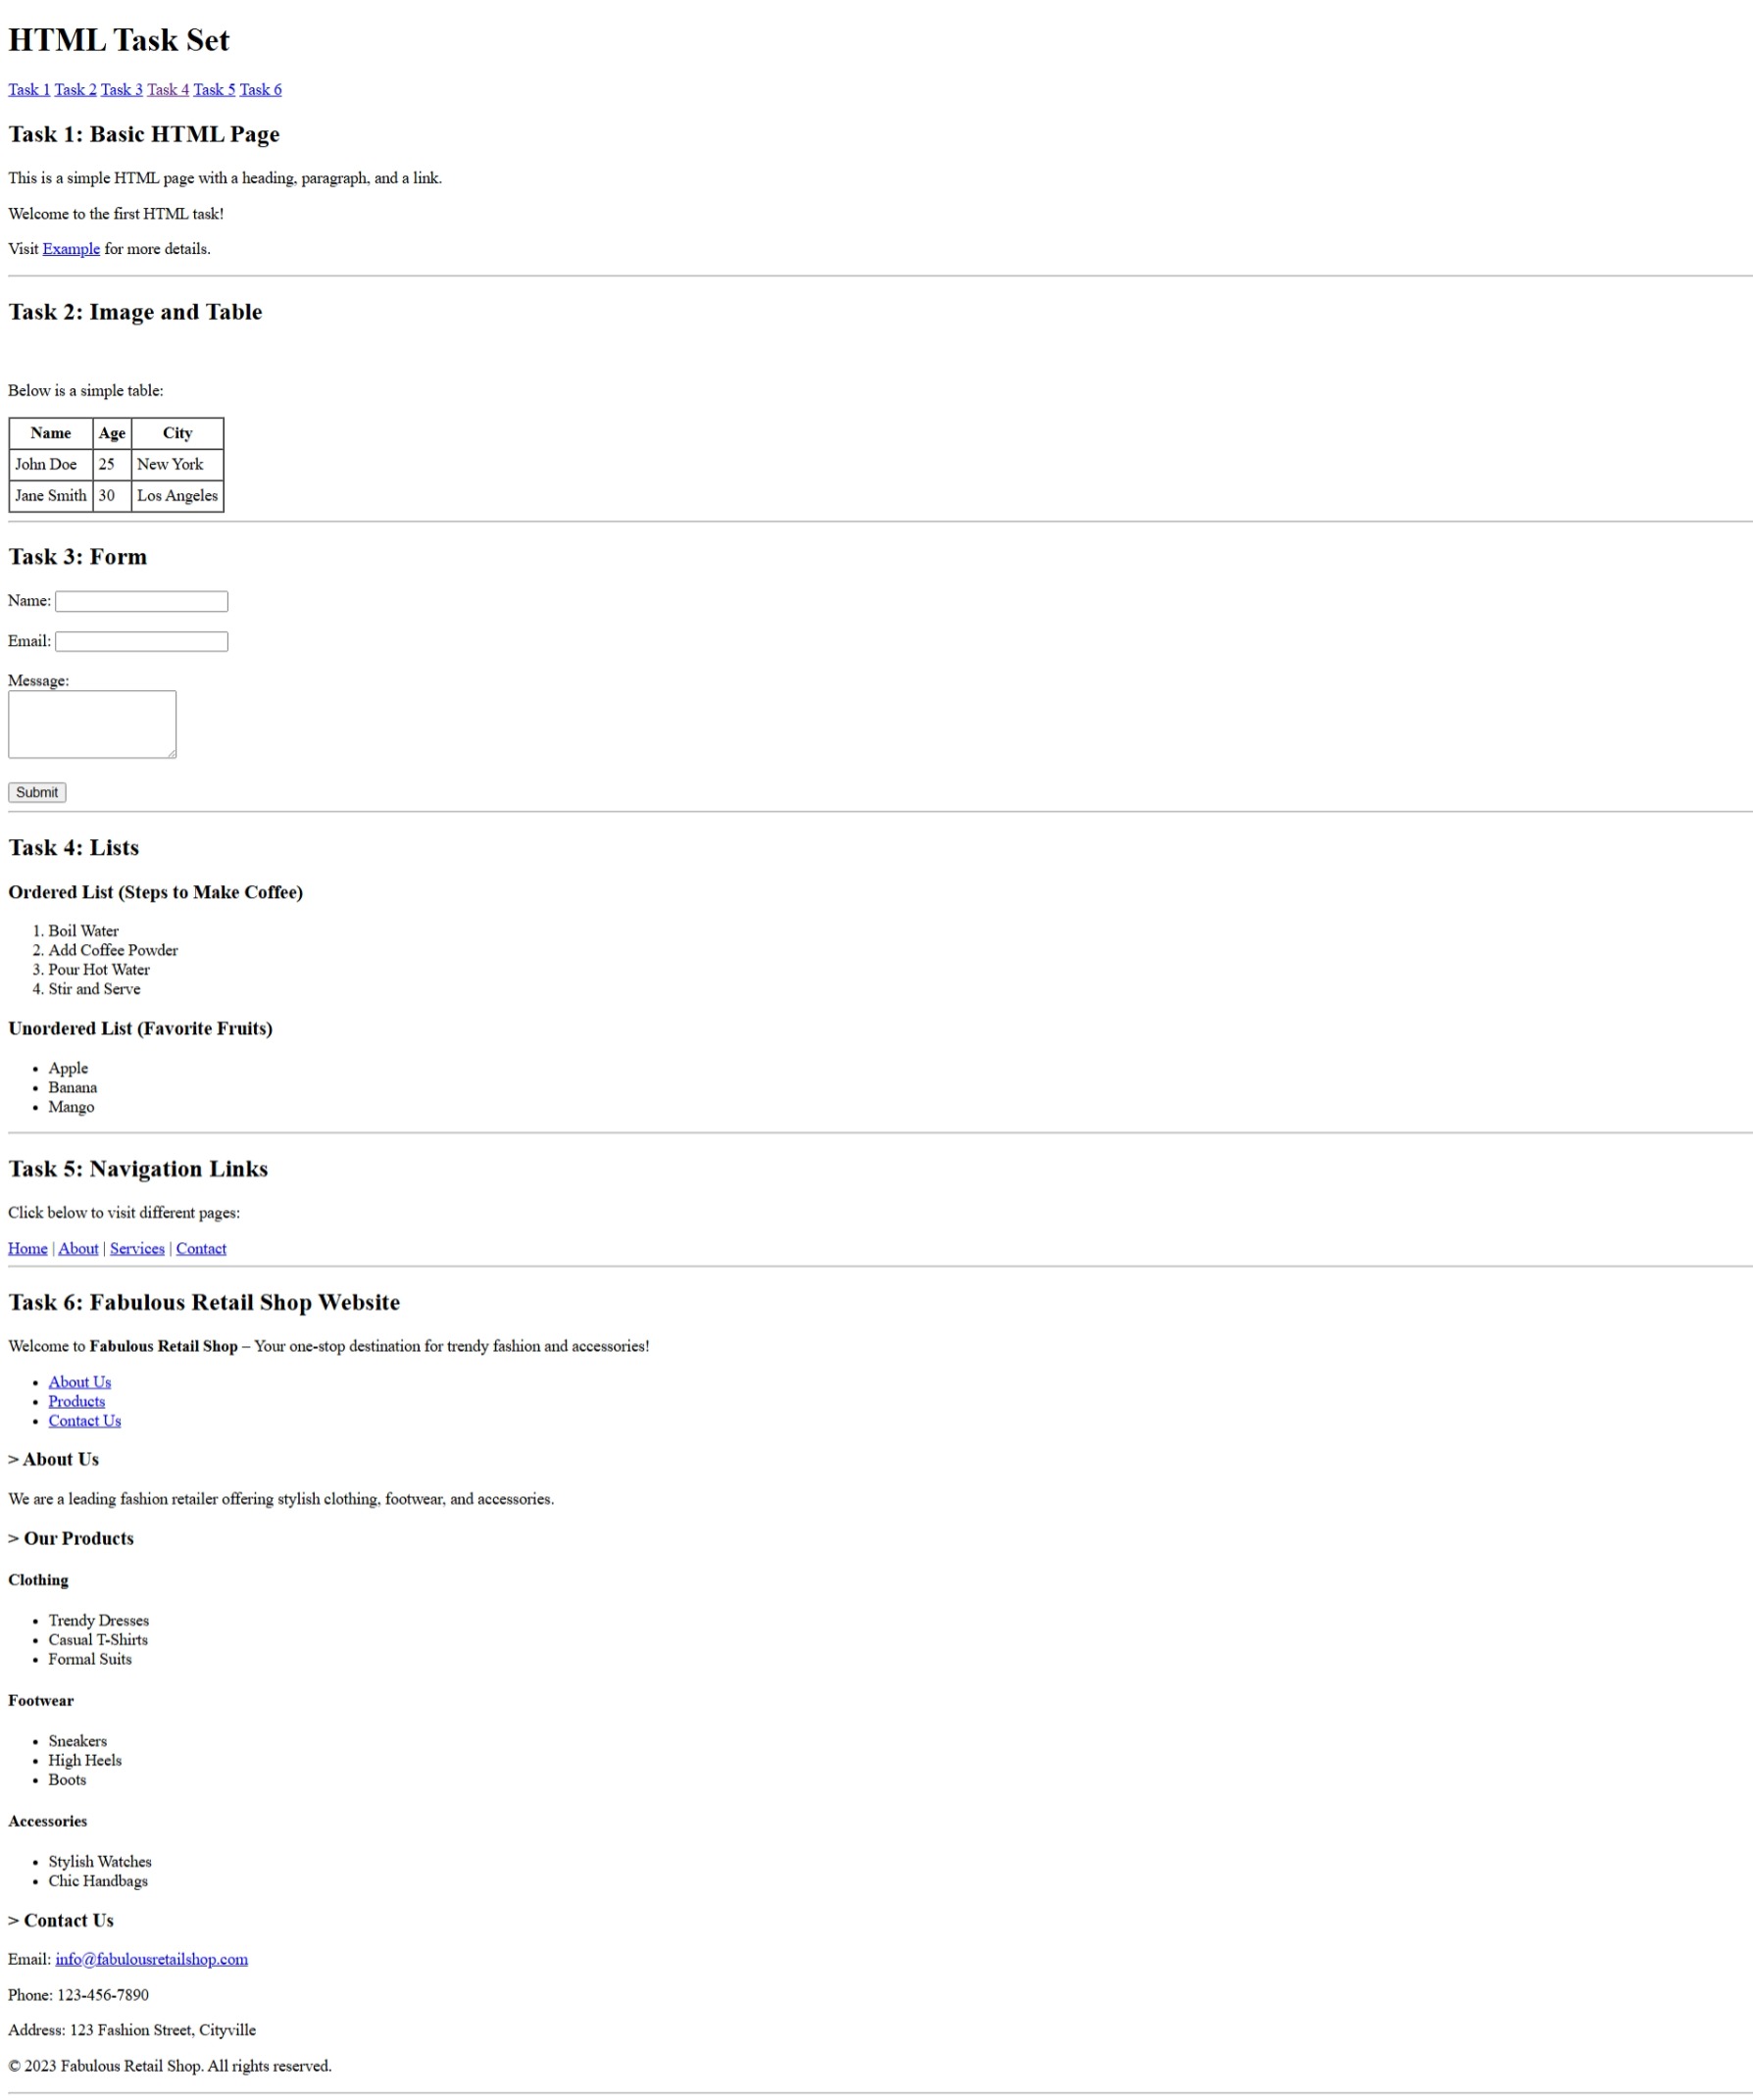 HTML Task Set
Task 1 Task 2 Task 3 Task 4 Task 5 Task 6
Task 1: Basic HTML Page
This is a simple HTML page with a heading, paragraph, and a link.
Welcome to the first HTML task!
Visit Example for more details.
Task 2: Image and Table
Below is a simple table:
Name Age City
John Doe 25 New York
Jane Smith 30 Los Angeles
Task 3: Form
Name:
Email:
Message:
Submit
Task 4: Lists
Ordered List (Steps to Make Coffee)
1. Boil Water
2. Add Coffee Powder
3. Pour Hot Water
4. Stir and Serve
Unordered List (Favorite Fruits)
• Apple
• Banana
• Mango
Task 5: Navigation Links
Click below to visit different pages:
Home | About | Services | Contact
Task 6: Fabulous Retail Shop Website
Welcome to Fabulous Retail Shop – Your one-stop destination for trendy fashion and accessories!
• About Us
• Products
• Contact Us
> About Us
We are a leading fashion retailer offering stylish clothing, footwear, and accessories.
> Our Products
Clothing
• Trendy Dresses
• Casual T-Shirts
• Formal Suits
Footwear
• Sneakers
• High Heels
• Boots
Accessories
• Stylish Watches
• Chic Handbags
> Contact Us
Email: info@fabulousretailshop.com
Phone: 123-456-7890
Address: 123 Fashion Street, Cityville
© 2023 Fabulous Retail Shop. All rights reserved.